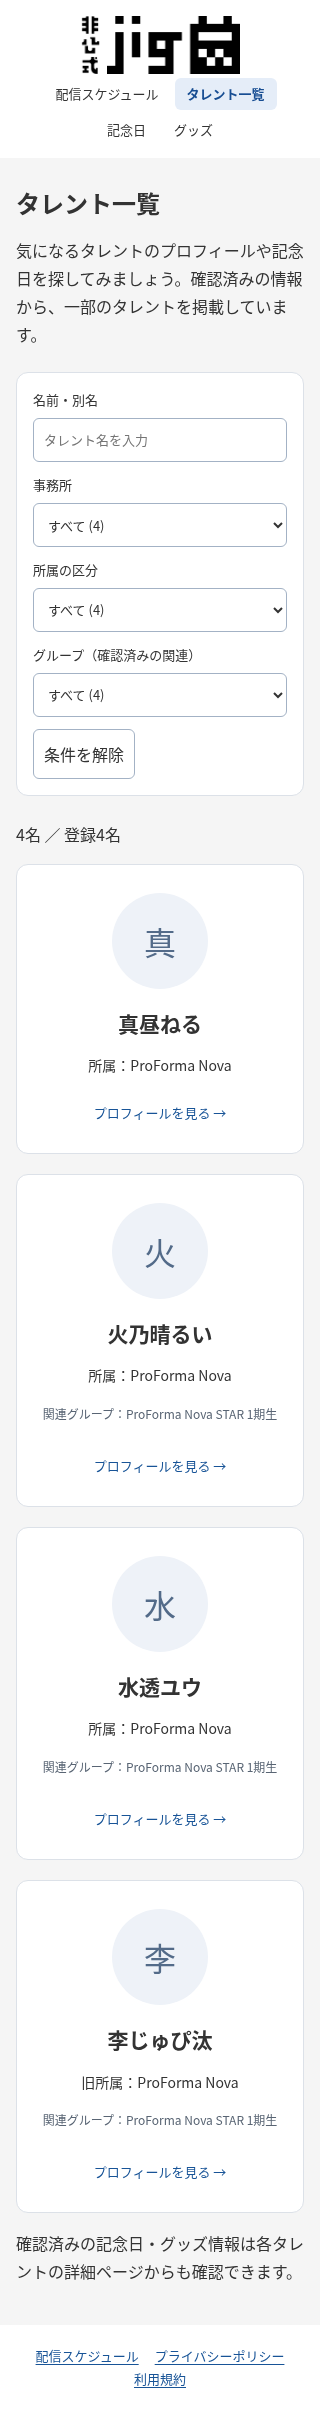 非公式
jig
配信スケジュール
タレント一覧
記念日
グッズ
タレント一覧
気になるタレントのプロフィールや記念
日を探してみましょう。確認済みの情報
から、一部のタレントを掲載していま
す。
名前・別名
タレント名を入力
事務所
すべて (4)
所属の区分
すべて (4)
グループ（確認済みの関連）
すべて (4)
条件を解除
4名 ／ 登録4名
真
真昼ねる
所属：ProForma Nova
プロフィールを見る →
火
火乃晴るい
所属：ProForma Nova
関連グループ：ProForma Nova STAR 1期生
プロフィールを見る →
水
水透ユウ
所属：ProForma Nova
関連グループ：ProForma Nova STAR 1期生
プロフィールを見る →
李
李じゅぴ汰
旧所属：ProForma Nova
関連グループ：ProForma Nova STAR 1期生
プロフィールを見る →
確認済みの記念日・グッズ情報は各タレ
ントの詳細ページからも確認できます。
配信スケジュール
プライバシーポリシー
利用規約